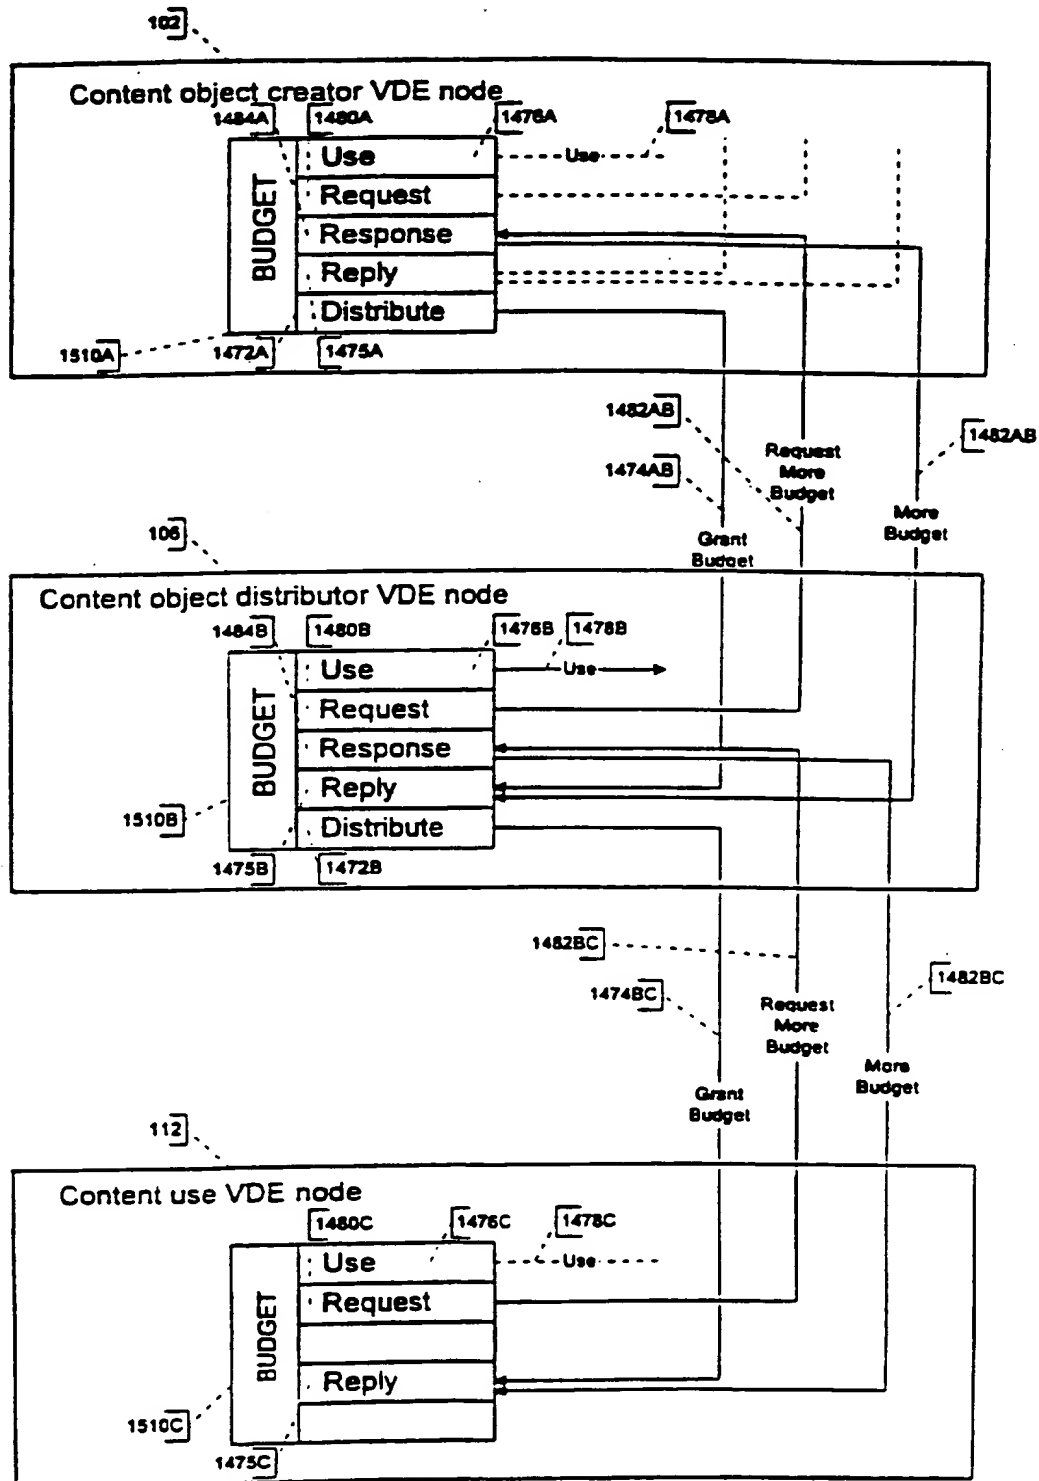 102
Content object creator VDE node
1484A
1480A
1476A
1478A
BUDGET
Use
Use
Request
Response
Reply
Distribute
1510A
1472A
1475A
1482AB
1474AB
Request
More
Budget
1482AB
More
Budget
Grant
Budget
106
Content object distributor VDE node
1484B
1480B
1476B
1478B
BUDGET
Use
Use
Request
Response
Reply
Distribute
1510B
1475B
1472B
1482BC
1474BC
Request
More
Budget
1482BC
More
Budget
Grant
Budget
112
Content use VDE node
1480C
1476C
1478C
BUDGET
Use
Use
Request
Reply
1510C
1475C